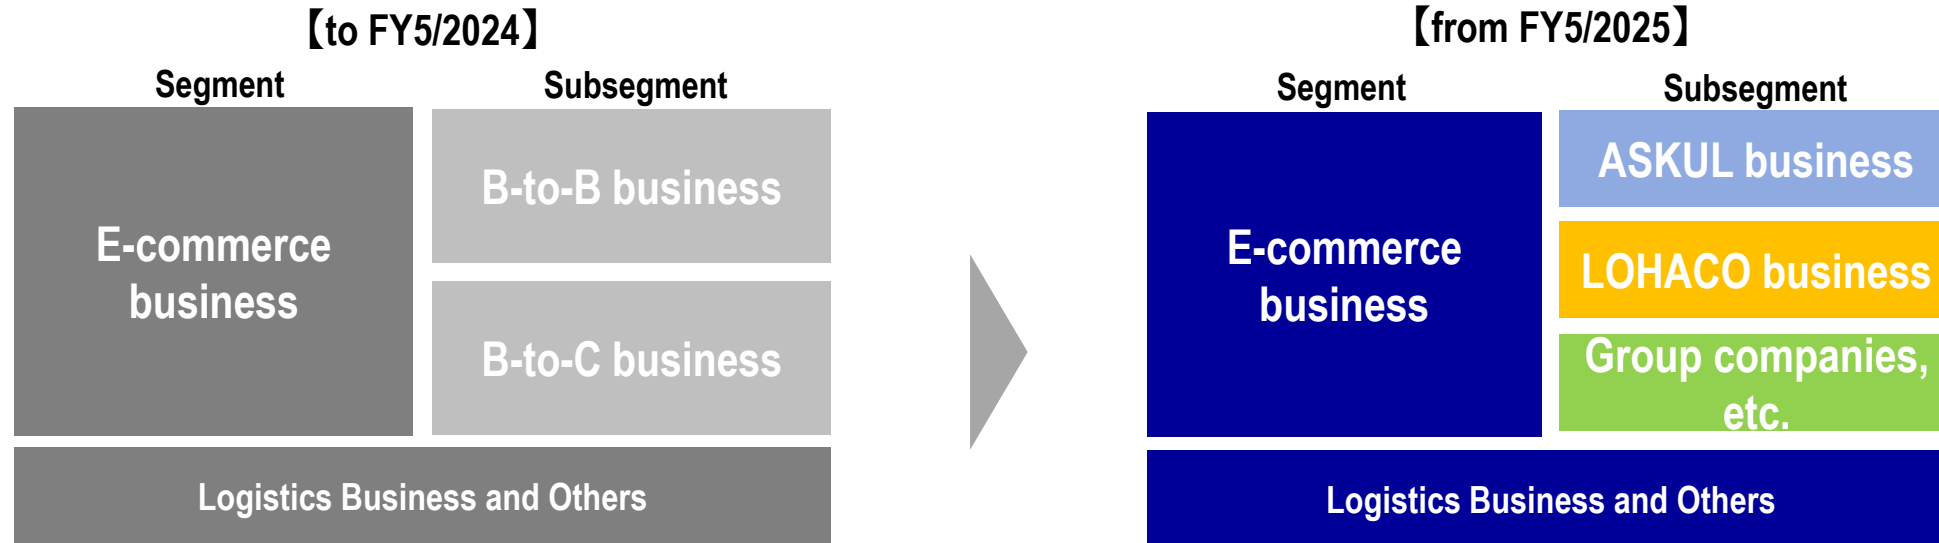 【to FY5/2024】
Segment
Subsegment
E-commerce
business
B-to-B business
B-to-C business
Logistics Business and Others
【from FY5/2025】
Segment
Subsegment
E-commerce
business
ASKUL business
LOHACO business
Group companies,
etc.
Logistics Business and Others